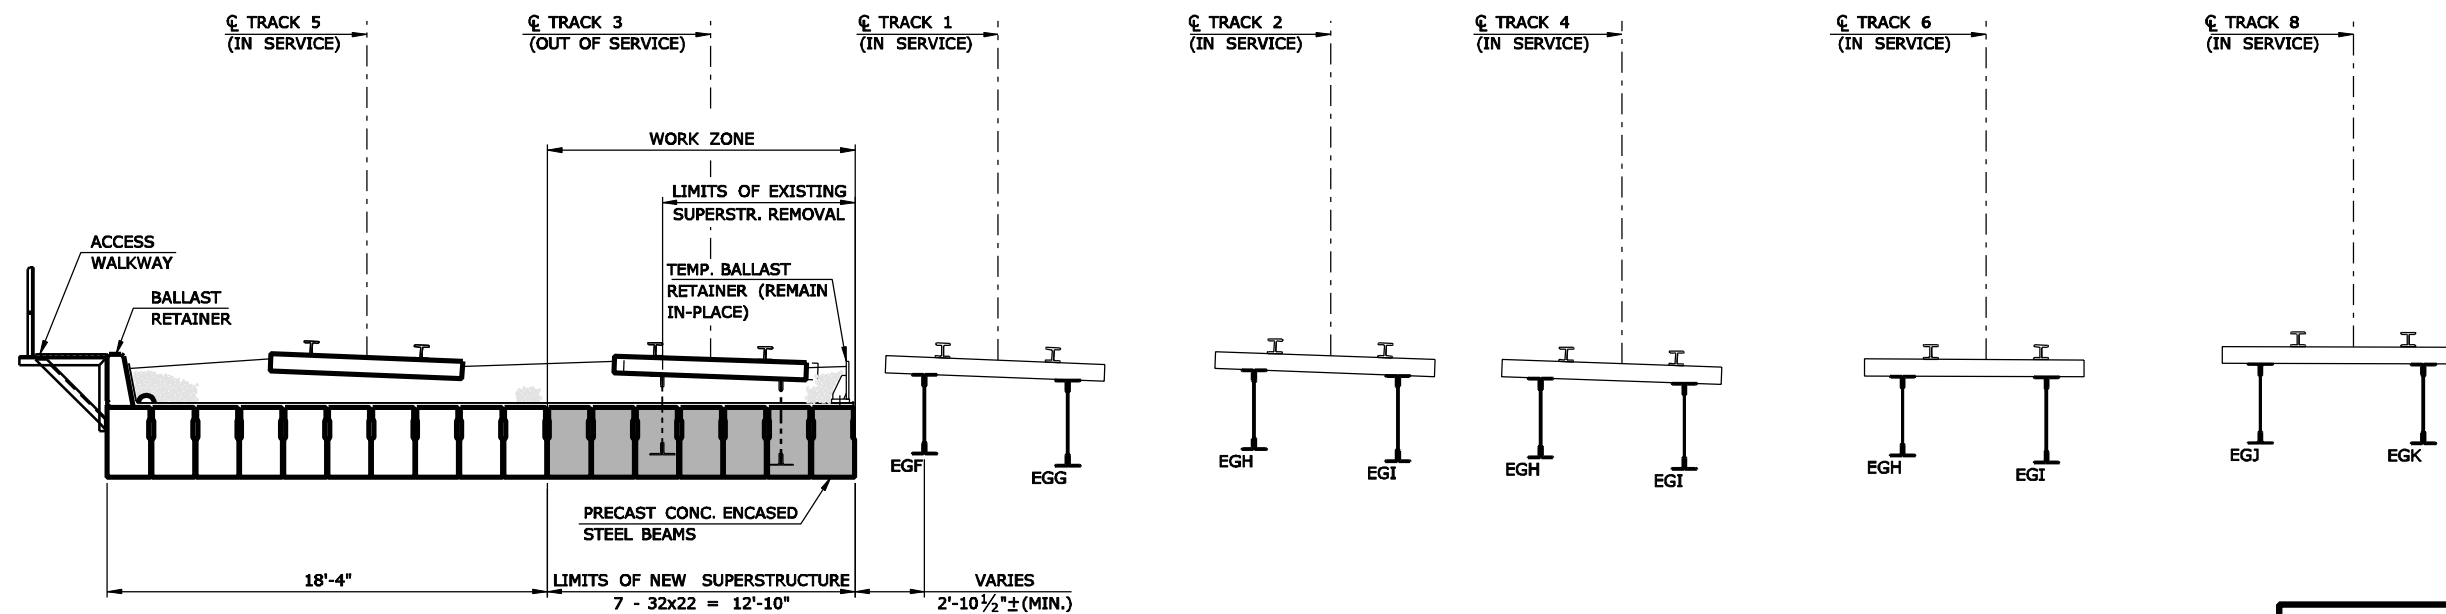 ℄ TRACK 5
(IN SERVICE)
℄ TRACK 3
(OUT OF SERVICE)
℄ TRACK 1
(IN SERVICE)
℄ TRACK 2
(IN SERVICE)
℄ TRACK 4
(IN SERVICE)
℄ TRACK 6
(IN SERVICE)
℄ TRACK 8
(IN SERVICE)
WORK ZONE
LIMITS OF EXISTING
SUPERSTR. REMOVAL
ACCESS
WALKWAY
BALLAST
RETAINER
TEMP. BALLAST
RETAINER (REMAIN
IN-PLACE)
EGF
EGG
EGH
EGI
EGH
EGI
EGH
EGI
EGJ
EGK
PRECAST CONC. ENCASED
STEEL BEAMS
18'-4"
LIMITS OF NEW SUPERSTRUCTURE
7 - 32x22 = 12'-10"
VARIES
2'-10½"±(MIN.)